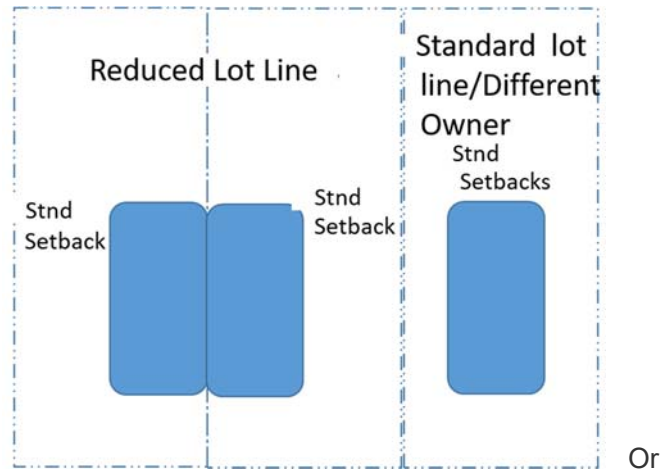 Reduced Lot Line
Standard lot
line/Different
Owner
Stnd
Setbacks
Stnd
Setback
Stnd
Setback
Or